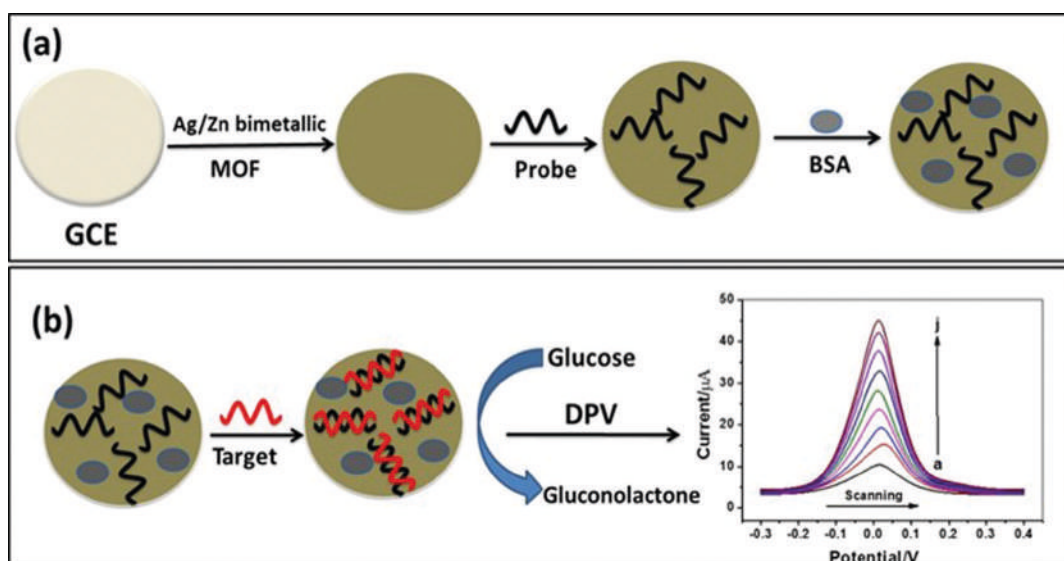 (a)
GCE
Ag/Zn bimetallic
MOF
Probe
BSA
(b)
Target
Glucose
DPV
Gluconolactone
Current/μA
50
40
30
20
10
0
j
a
Scanning
-0.3 -0.2 -0.1 0.0 0.1 0.2 0.3 0.4
Potential/V